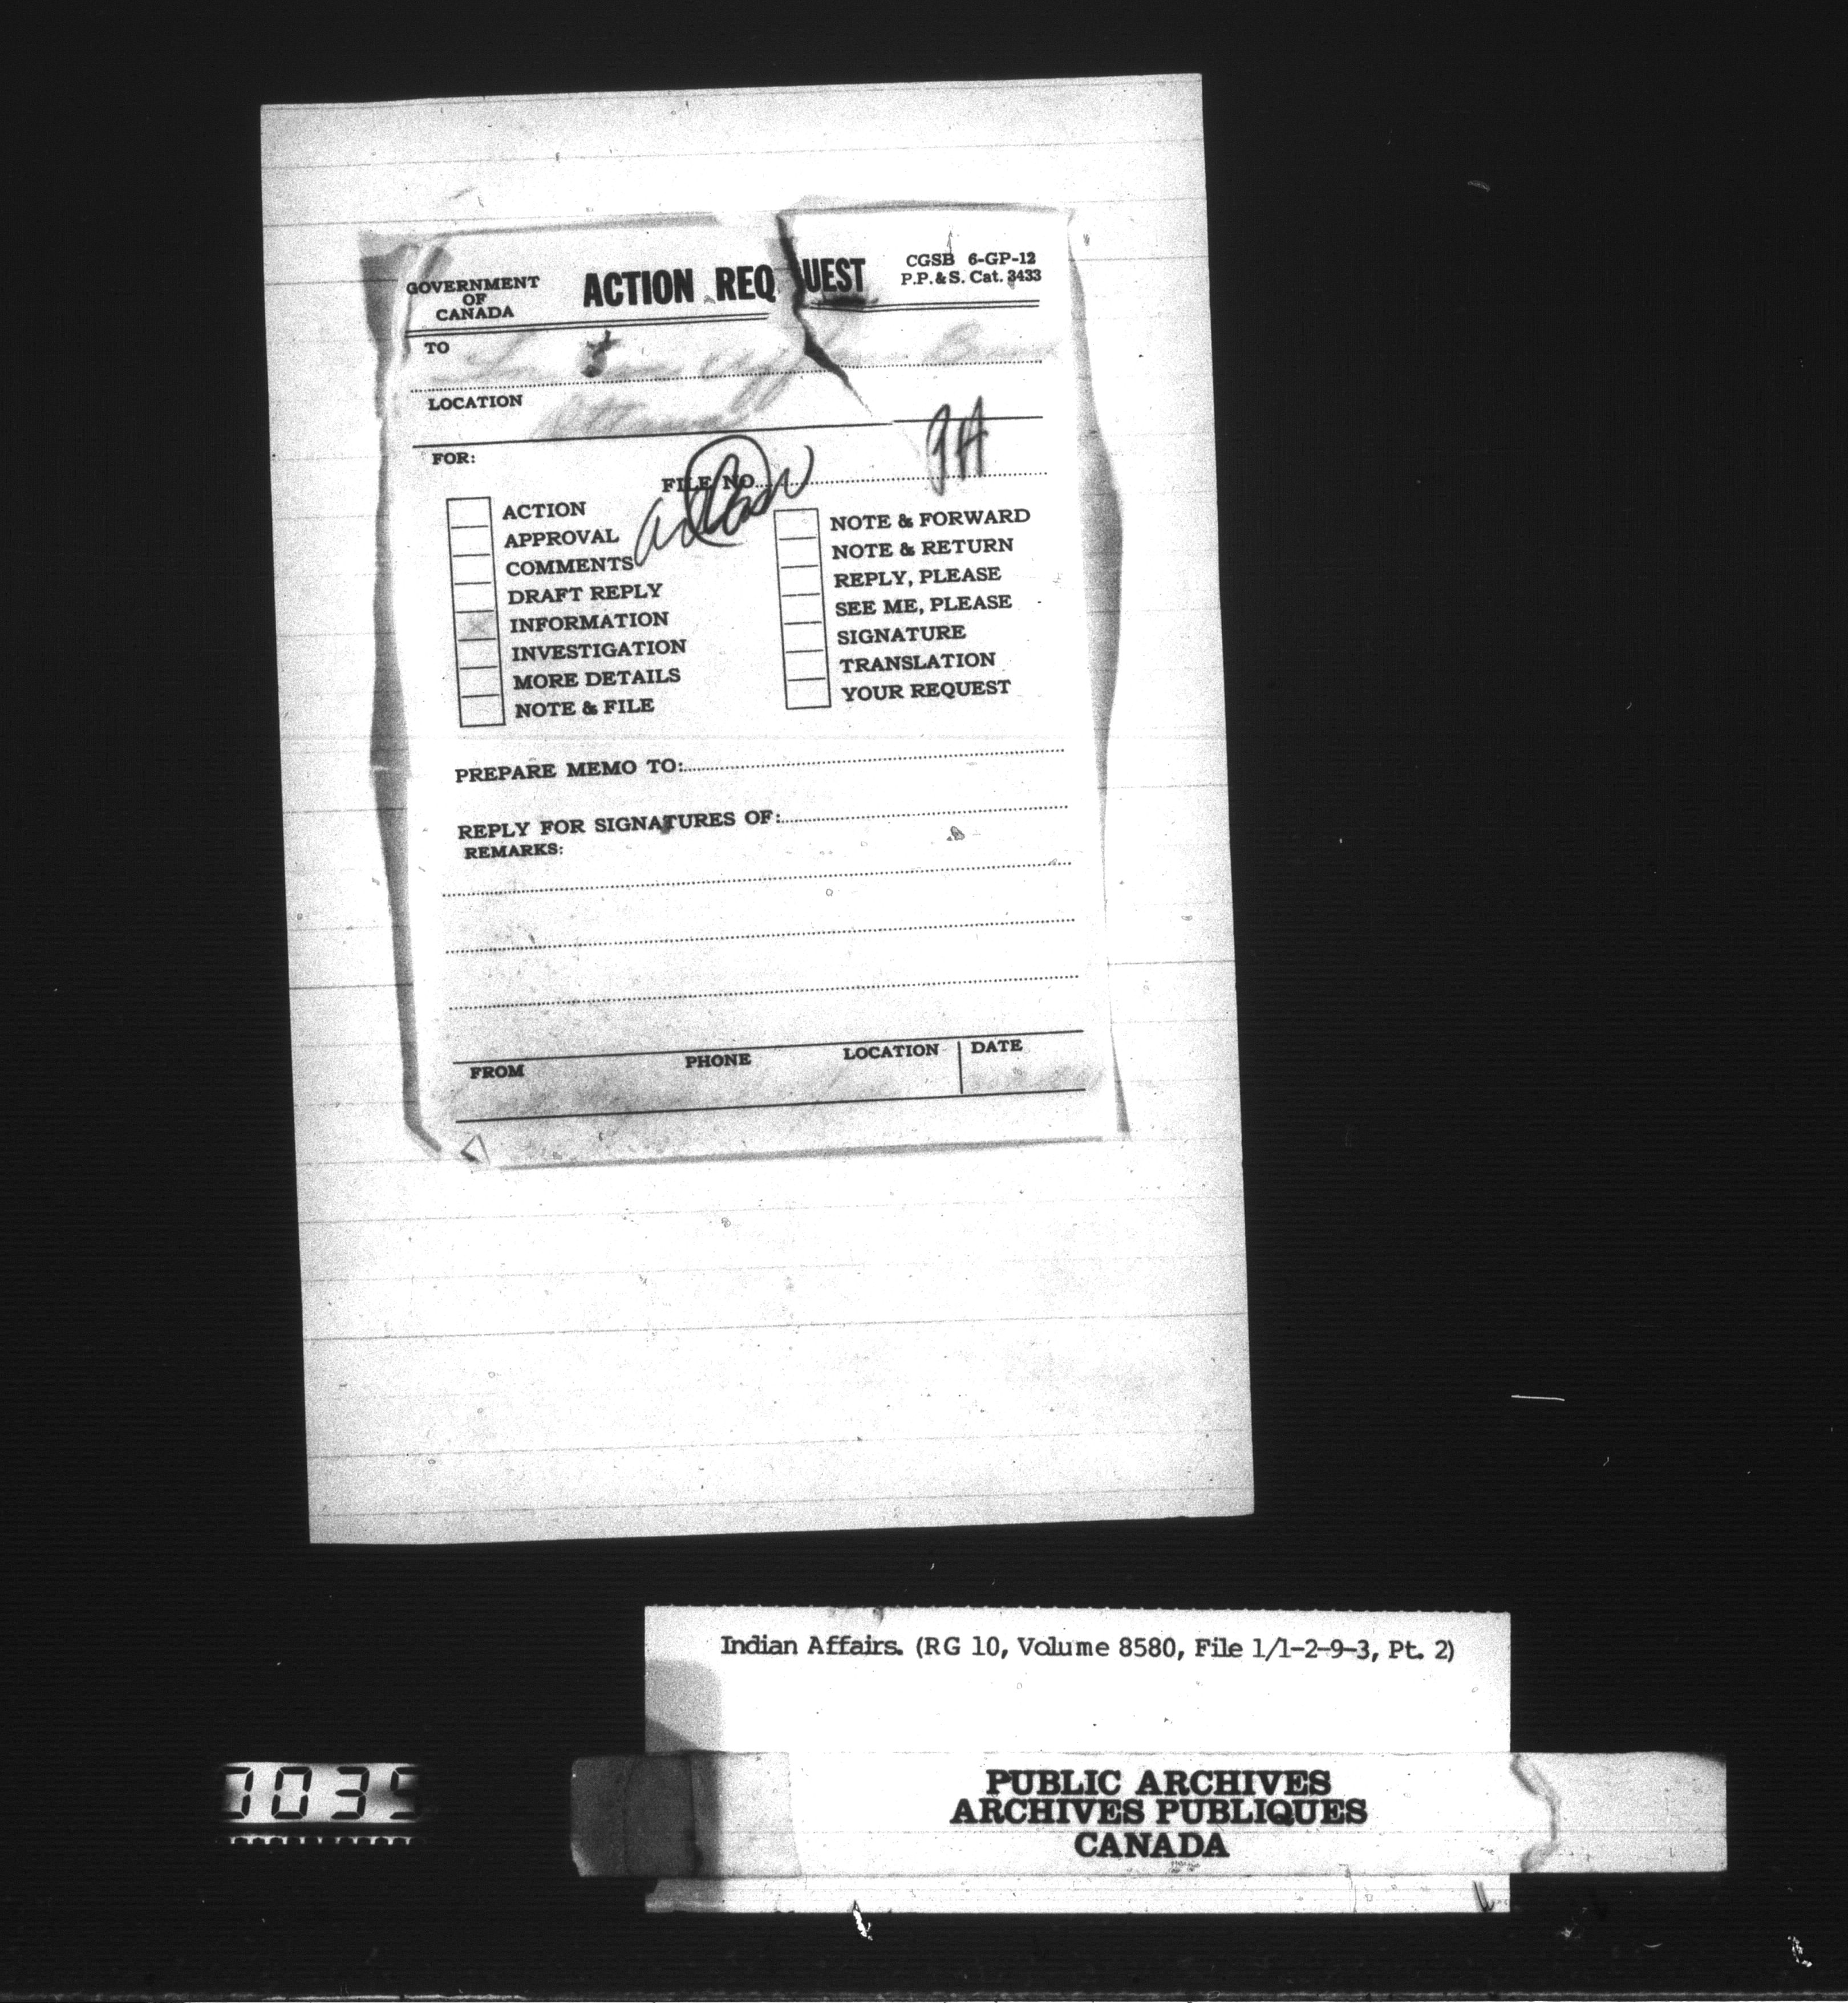 GOVERNMENT
OF
CANADA
ACTION REQUEST
CGSB 6-GP-12
P.P.&S. Cat. 3433
TO
LOCATION Ottawa
FOR:
FILE NO.
JH
ACTION
APPROVAL
COMMENTS
DRAFT REPLY
X INFORMATION
INVESTIGATION
MORE DETAILS
NOTE & FILE
NOTE & FORWARD
NOTE & RETURN
REPLY, PLEASE
SEE ME, PLEASE
SIGNATURE
TRANSLATION
YOUR REQUEST
PREPARE MEMO TO:
REPLY FOR SIGNATURES OF:
REMARKS:
FROM PHONE LOCATION DATE
Indian Affairs. (RG 10, Volume 8580, File 1/1-2-9-3, Pt. 2)
PUBLIC ARCHIVES
ARCHIVES PUBLIQUES
CANADA